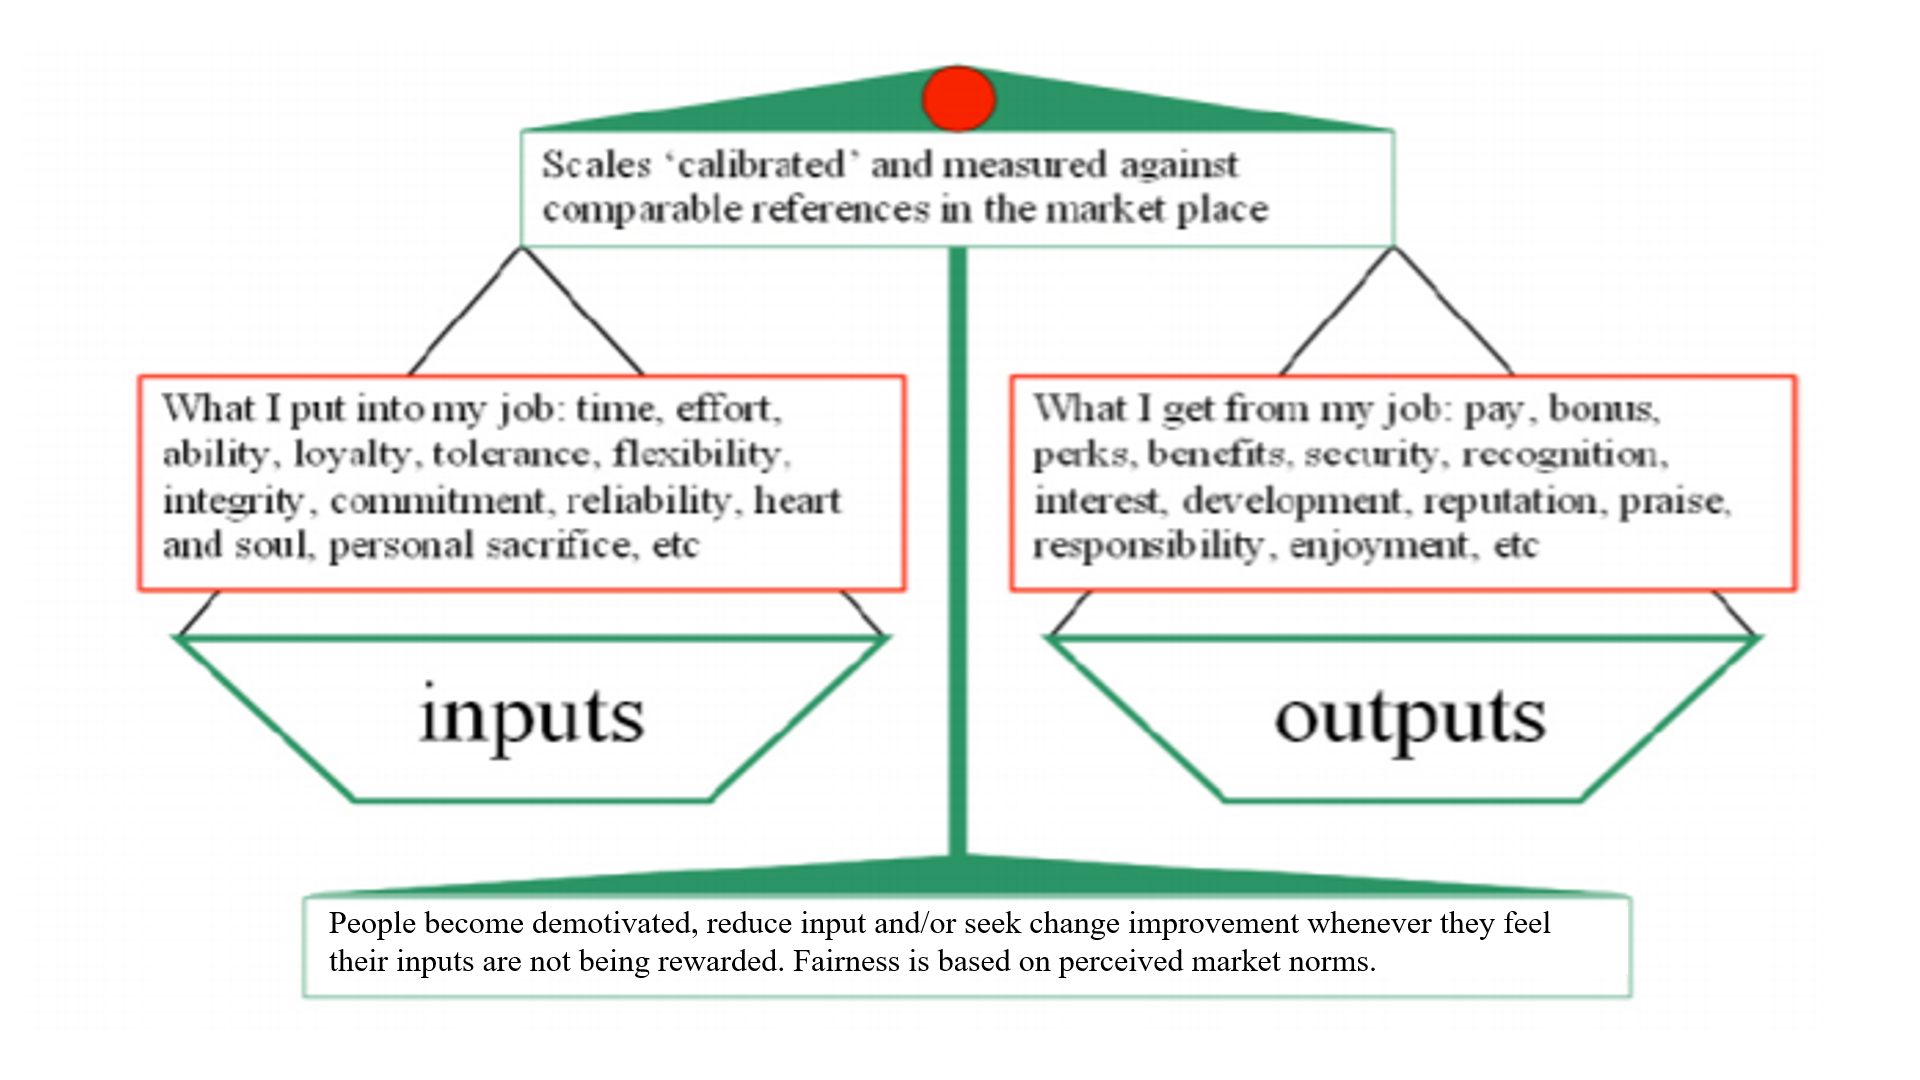 Scales ‘calibrated’ and measured against
comparable references in the market place
What I put into my job: time, effort,
ability, loyalty, tolerance, flexibility,
integrity, commitment, reliability, heart
and soul, personal sacrifice, etc
What I get from my job: pay, bonus,
perks, benefits, security, recognition,
interest, development, reputation, praise,
responsibility, enjoyment, etc
inputs
outputs
People become demotivated, reduce input and/or seek change improvement whenever they feel
their inputs are not being rewarded. Fairness is based on perceived market norms.